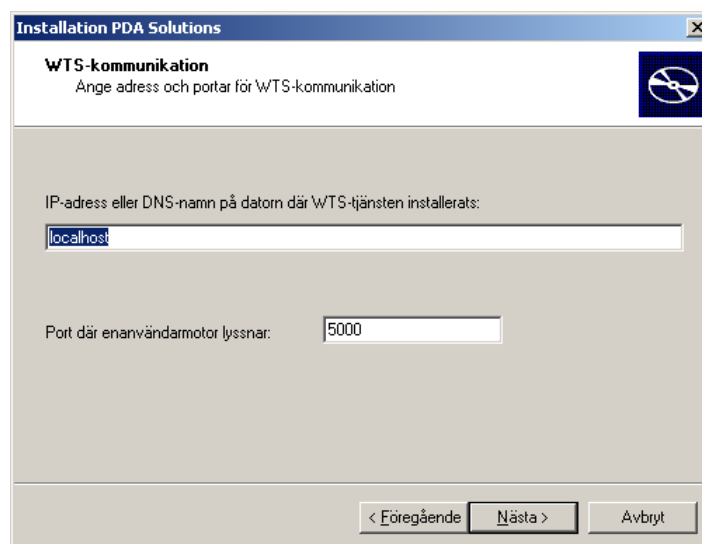 Installation PDA Solutions
WTS-kommunikation
Ange adress och portar för WTS-kommunikation
IP-adress eller DNS-namn på datorn där WTS-tjänsten installerats:
localhost
Port där enanvändarmotor lyssnar:
5000
< Föregående
Nästa >
Avbryt